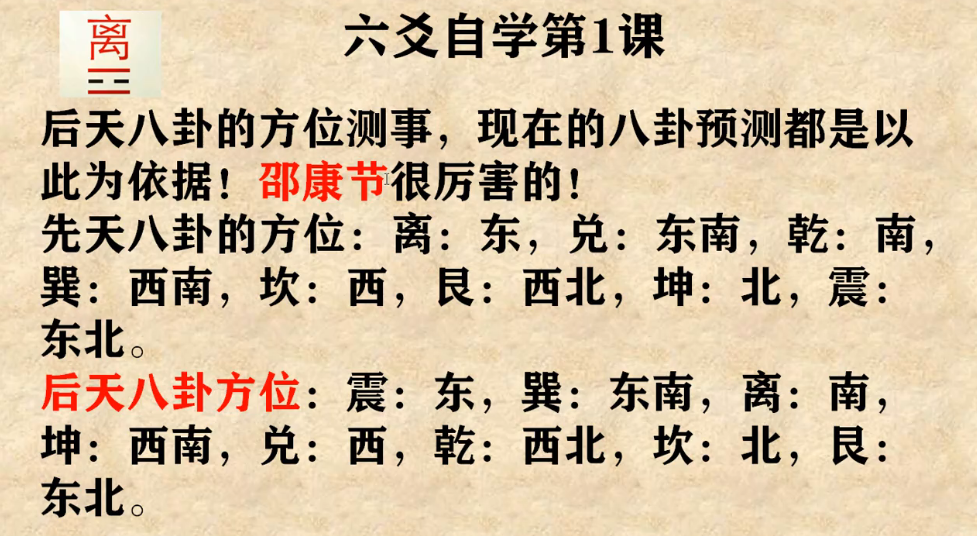 离
六爻自学第1课
后天八卦的方位测事，现在的八卦预测都是以
此为依据！邵康节很厉害的！
先天八卦的方位：离：东，兑：东南，乾：南，
巽：西南，坎：西，艮：西北，坤：北，震：
东北。
后天八卦方位：震：东，巽：东南，离：南，
坤：西南，兑：西，乾：西北，坎：北，艮：
东北。